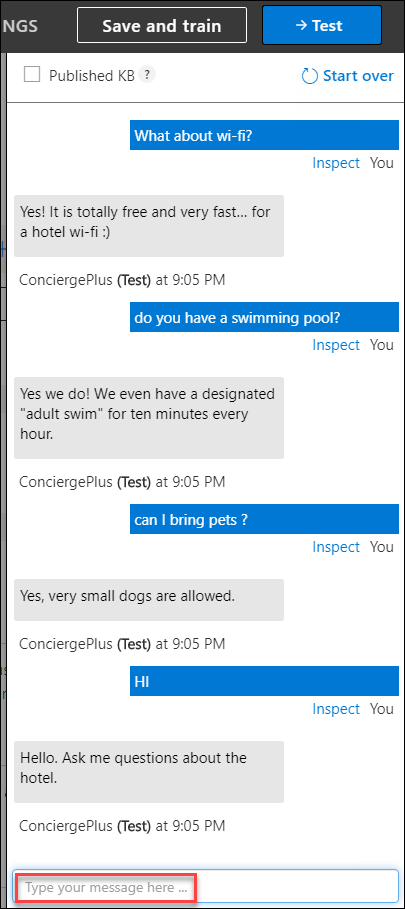 NGS
Save and train
→ Test
Published KB ?
Start over
What about wi-fi?
Inspect You
Yes! It is totally free and very fast... for
a hotel wi-fi :)
ConciergePlus (Test) at 9:05 PM
do you have a swimming pool?
Inspect You
Yes we do! We even have a designated
"adult swim" for ten minutes every
hour.
ConciergePlus (Test) at 9:05 PM
can I bring pets ?
Inspect You
Yes, very small dogs are allowed.
ConciergePlus (Test) at 9:05 PM
HI
Inspect You
Hello. Ask me questions about the
hotel.
ConciergePlus (Test) at 9:05 PM
Type your message here ...